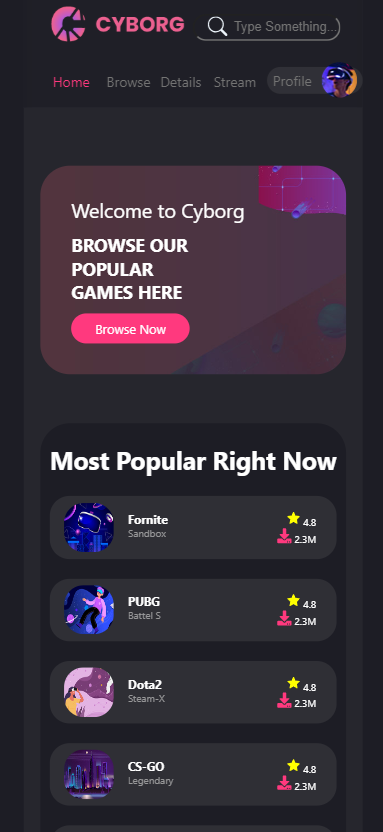 CYBORG
Type Something...
Home Browse Details Stream Profile
Welcome to Cyborg
BROWSE OUR
POPULAR
GAMES HERE
Browse Now
Most Popular Right Now
Fornite
Sandbox
4.8
2.3M
PUBG
Battel S
4.8
2.3M
Dota2
Steam-X
4.8
2.3M
CS-GO
Legendary
4.8
2.3M